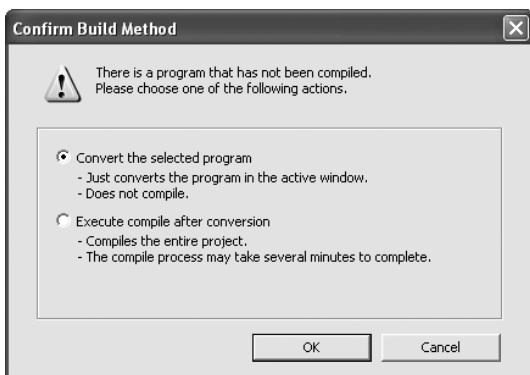 Confirm Build Method
There is a program that has not been compiled.
Please choose one of the following actions.
Convert the selected program
- Just converts the program in the active window.
- Does not compile.
Execute compile after conversion
- Compiles the entire project.
- The compile process may take several minutes to complete.
OK
Cancel